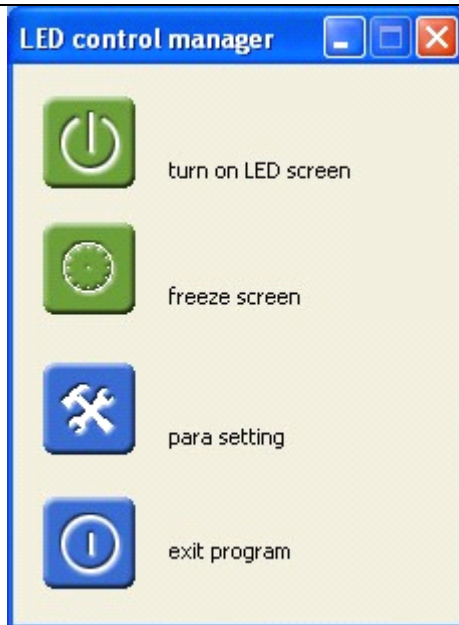 LED control manager
turn on LED screen
freeze screen
para setting
exit program